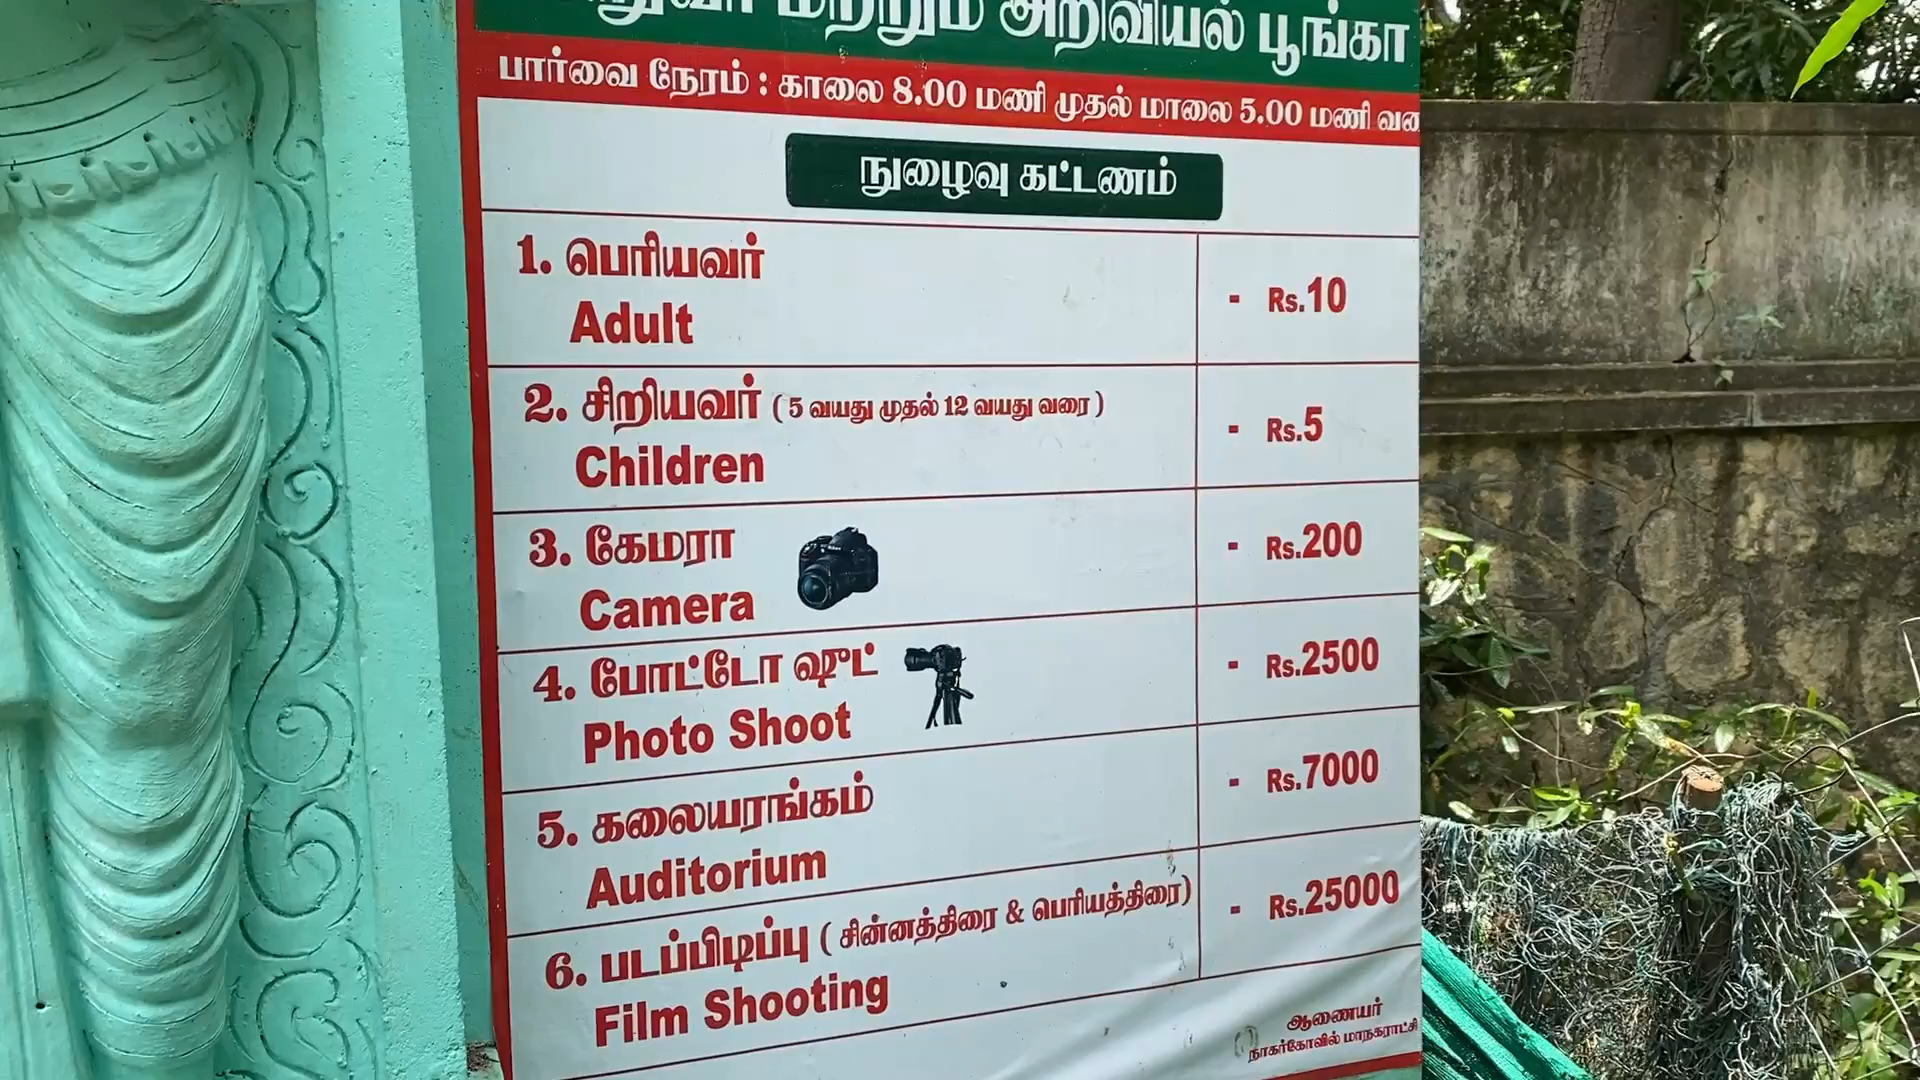 மற்றும் அறிவியல் பூங்கா
பார்வை நேரம் : காலை 8.00 மணி முதல் மாலை 5.00 மணி
நுழைவு கட்டணம்
1. பெரியவர்
Adult
- Rs.10
2. சிறியவர் ( 5 வயது முதல் 12 வயது வரை )
Children
- Rs.5
3. கேமரா
Camera
- Rs.200
4. போட்டோ ஷுட்
Photo Shoot
- Rs.2500
5. கலையரங்கம்
Auditorium
- Rs.7000
6. படப்பிடிப்பு ( சின்னத்திரை & பெரியத்திரை)
Film Shooting
- Rs.25000
ஆணையர்
நாகர்கோவில் மாநகராட்சி